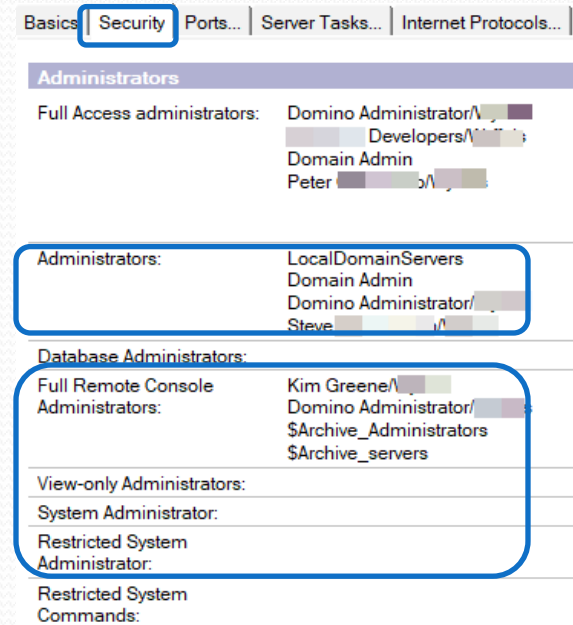 Basics Security Ports... Server Tasks... Internet Protocols...
Administrators
Full Access administrators: Domino Administrator/
Developers/
Domain Admin
Peter
Administrators: LocalDomainServers
Domain Admin
Domino Administrator/
Steve
Database Administrators:
Full Remote Console Kim Greene/
Administrators: Domino Administrator/
$Archive_Administrators
$Archive_servers
View-only Administrators:
System Administrator:
Restricted System
Administrator:
Restricted System
Commands: